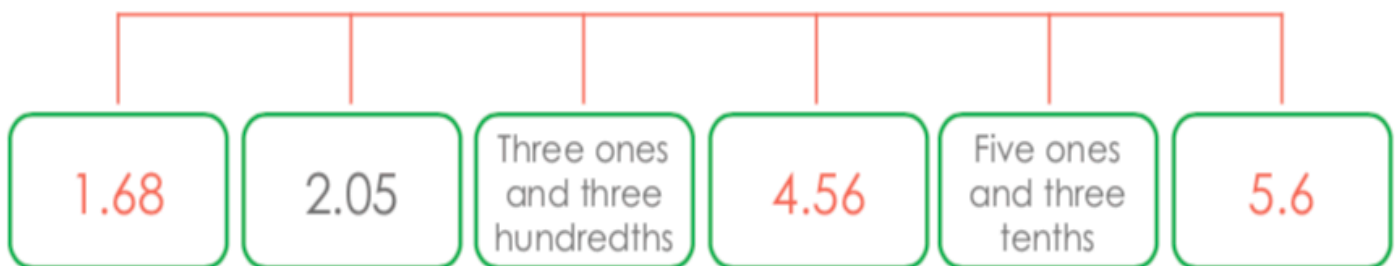 1.68
2.05
Three ones
and three
hundredths
4.56
Five ones
and three
tenths
5.6